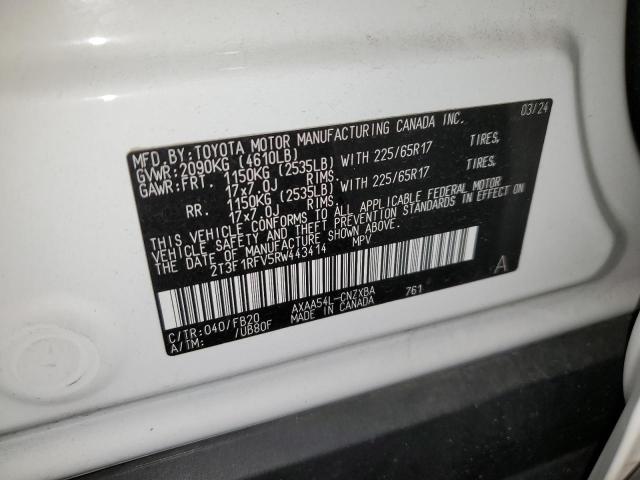 03/24
MFD.BY:TOYOTA MOTOR MANUFACTURING CANADA INC.
GVWR:2090KG (4610LB)
GAWR:FRT. 1150KG (2535LB) WITH 225/65R17 TIRES,
17x7.0J RIMS.
RR. 1150KG (2535LB) WITH 225/65R17 TIRES,
17x7.0J RIMS.
THIS VEHICLE CONFORMS TO ALL APPLICABLE FEDERAL MOTOR
VEHICLE SAFETY AND THEFT PREVENTION STANDARDS IN EFFECT ON
THE DATE OF MANUFACTURE SHOWN ABOVE.
2T3F1RFV5RW443414 MPV
A
C/TR:040/FB20 AXAA54L-CNZXBA 761
A/TM: /UB80F MADE IN CANADA